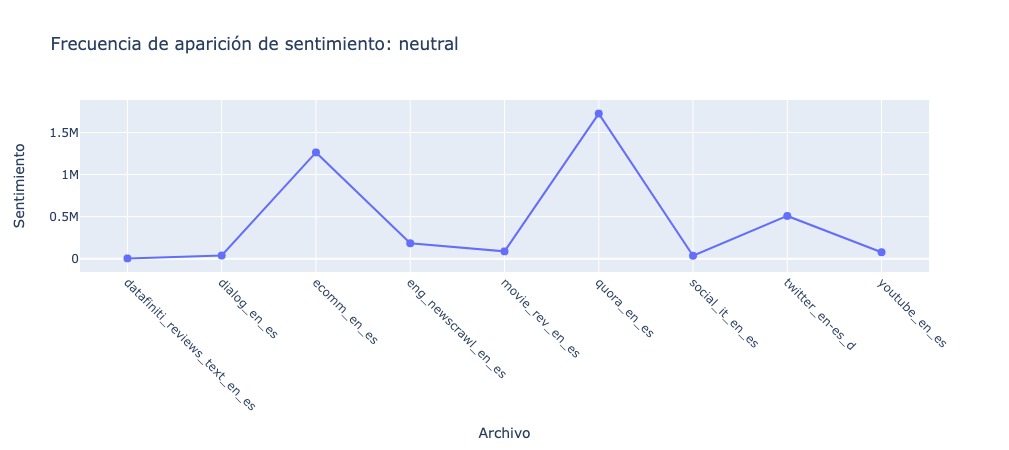 Frecuencia de aparición de sentimiento: neutral
Sentimiento
1.5M
1M
0.5M
0
datafiniti_reviews_text_en_es
dialog_en_es
ecomm_en_es
eng_newscrawl_en_es
movie_rev_en_es
quora_en_es
social_it_en_es
twitter_en-es_d
youtube_en_es
Archivo